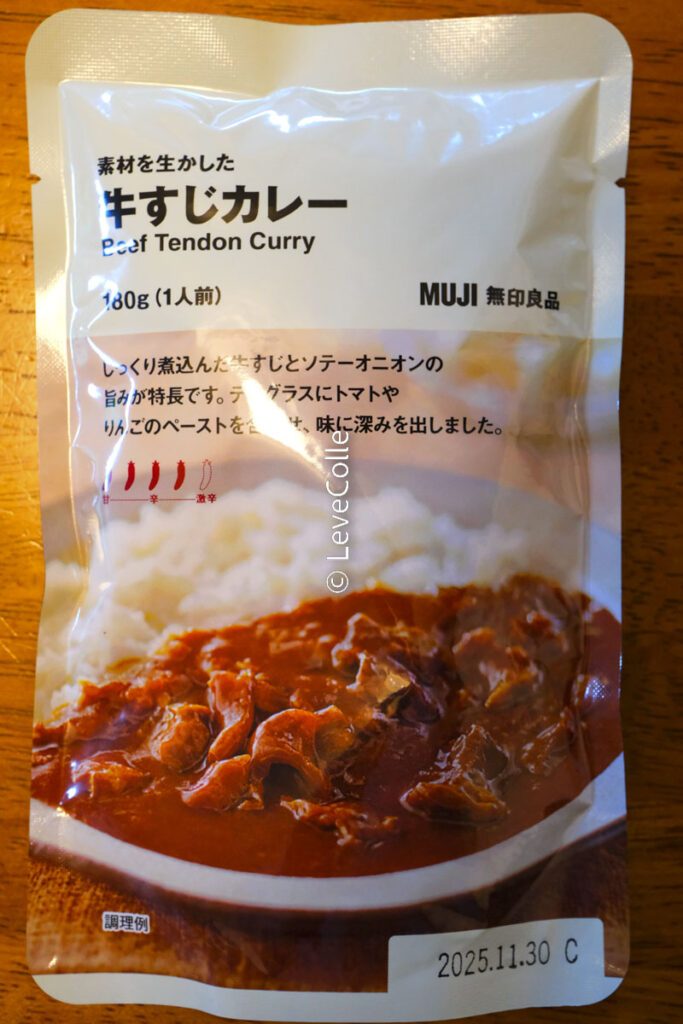 素材を生かした
牛すじカレー
Beef Tendon Curry
180g(1人前)
MUJI 無印良品
じっくり煮込んだ牛すじとソテーオニオンの
旨みが特長です。デミグラスにトマトや
りんごのペーストを合わせ、味に深みを出しました。
甘 辛 激辛
© LeveColle
調理例
2025.11.30 C